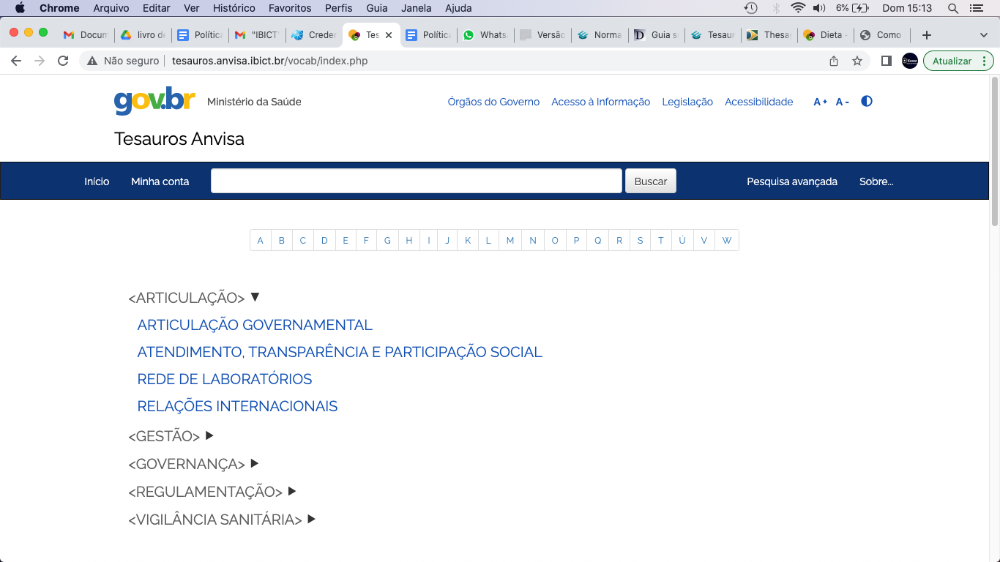 Chrome Arquivo Editar Ver Histórico Favoritos Perfis Guia Janela Ajuda 6% Dom 15:13
Docum livro de Política "IBICT" Creder Tes Política Whats Versão Norma Guia s Tesaur Thesa Dieta - Como
Não seguro tesauros.anvisa.ibict.br/vocab/index.php Atualizar
gov.br Ministério da Saúde Órgãos do Governo Acesso à Informação Legislação Acessibilidade A+ A-
Tesauros Anvisa
Início Minha conta Buscar Pesquisa avançada Sobre...
A B C D E F G H I J K L M N O P Q R S T Ú V W
<ARTICULAÇÃO> ▼
ARTICULAÇÃO GOVERNAMENTAL
ATENDIMENTO, TRANSPARÊNCIA E PARTICIPAÇÃO SOCIAL
REDE DE LABORATÓRIOS
RELAÇÕES INTERNACIONAIS
<GESTÃO> ►
<GOVERNANÇA> ►
<REGULAMENTAÇÃO> ►
<VIGILÂNCIA SANITÁRIA> ►